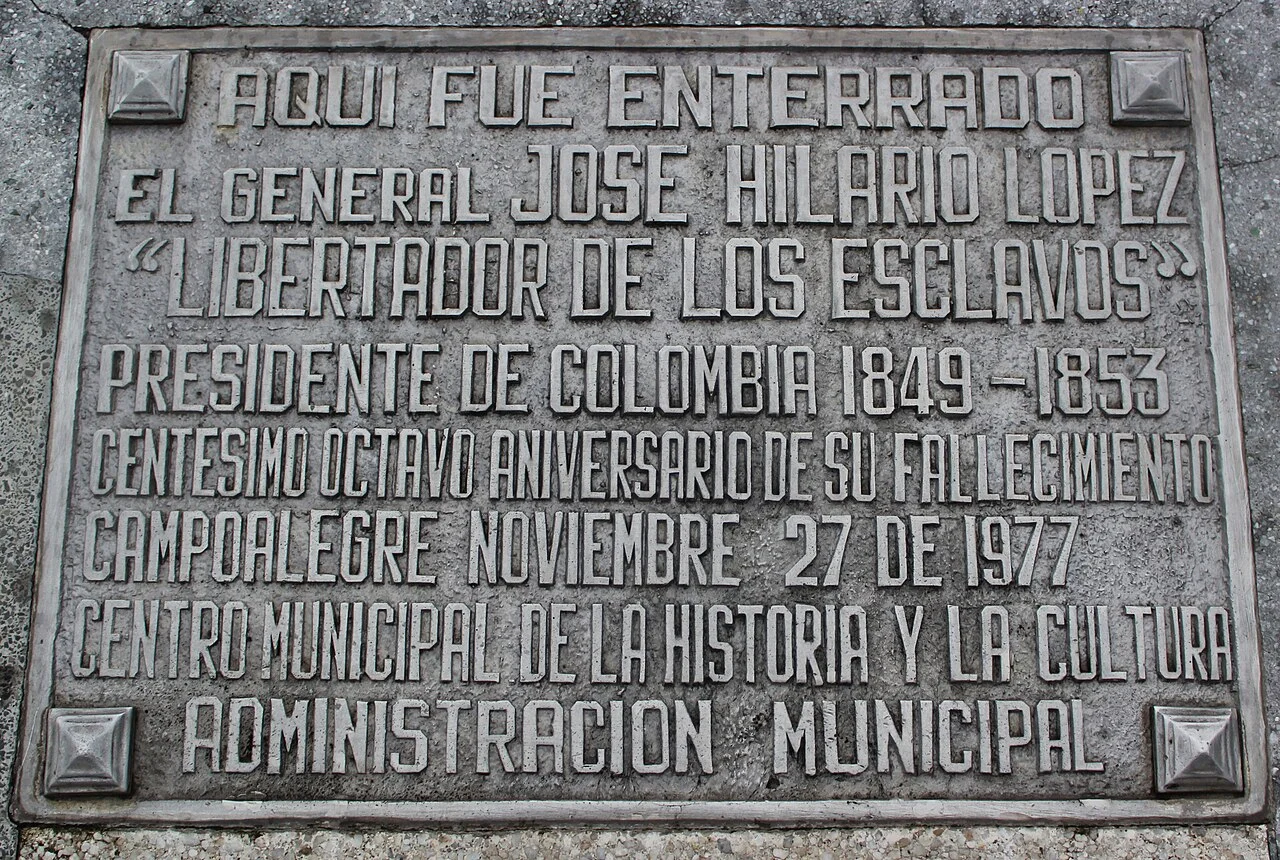 AQUI FUE ENTERRADO
EL GENERAL JOSE HILARIO LOPEZ
“LIBERTADOR DE LOS ESCLAVOS”
PRESIDENTE DE COLOMBIA 1849 - 1853
CENTESIMO OCTAVO ANIVERSARIO DE SU FALLECIMIENTO
CAMPOALEGRE NOVIEMBRE 27 DE 1977
CENTRO MUNICIPAL DE LA HISTORIA Y LA CULTURA
ADMINISTRACION MUNICIPAL